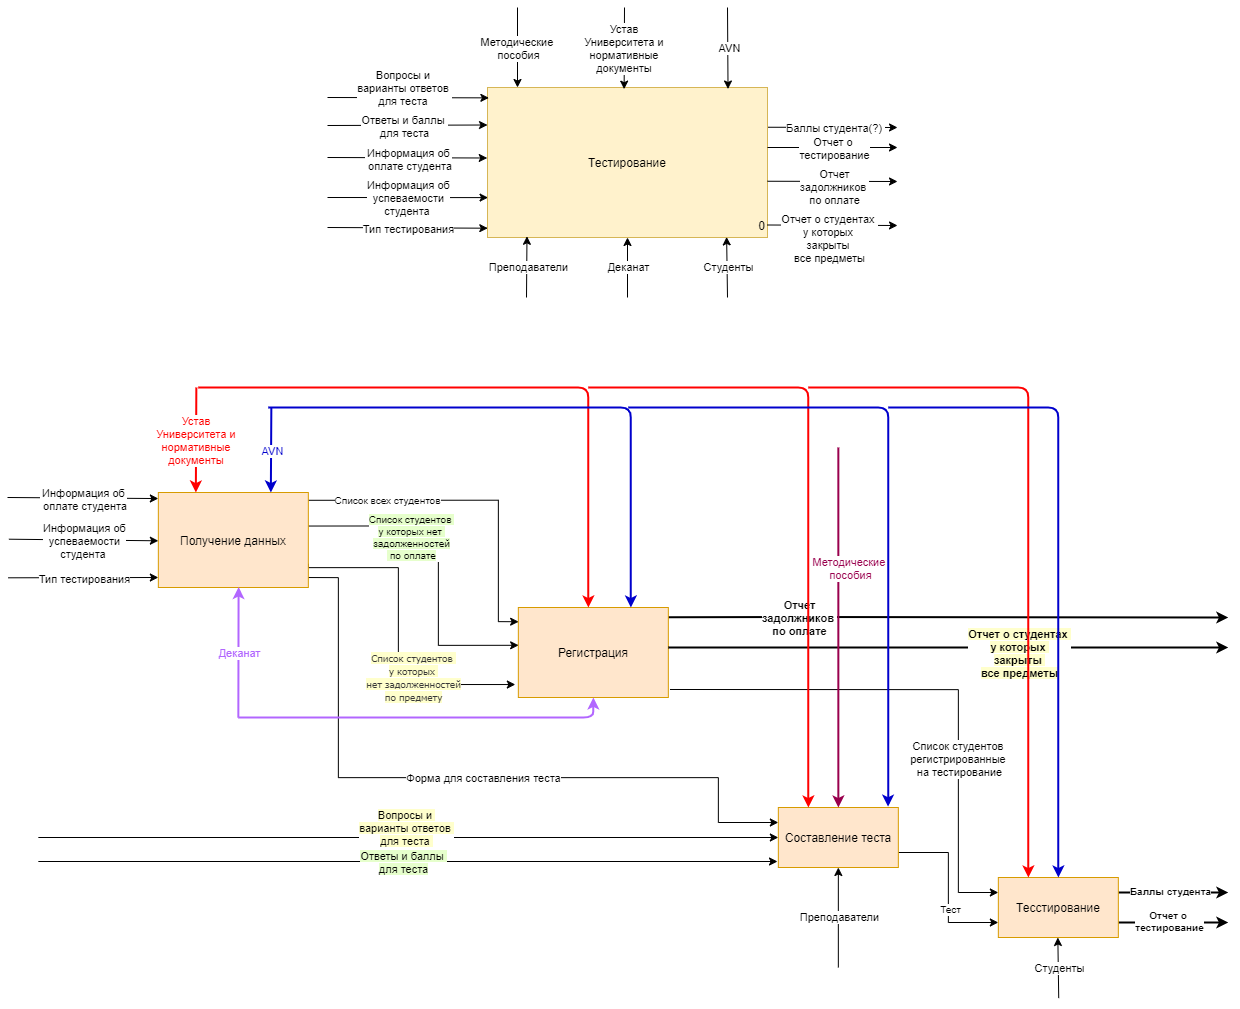 Методические
пособия
Устав
Университета и
нормативные
документы
AVN
Вопросы и
варианты ответов
для теста
Ответы и баллы
для теста
Информация об
оплате студента
Информация об
успеваемости
студента
Тип тестирования
Тестирование
0
Баллы студента(?)
Отчет о
тестирование
Отчет
задолжников
по оплате
Отчет о студентах
у которых
закрыты
все предметы
Преподаватели
Деканат
Студенты
Устав
Университета и
нормативные
документы
AVN
Информация об
оплате студента
Информация об
успеваемости
студента
Тип тестирования
Получение данных
Список всех студентов
Список студентов
у которых нет
задолженностей
по оплате
Методические
пособия
Деканат
Список студентов
у которых
нет задолженностей
по предмету
Регистрация
Отчет
задолжников
по оплате
Отчет о студентах
у которых
закрыты
все предметы
Список студентов
регистрированные
на тестирование
Форма для составления теста
Вопросы и
варианты ответов
для теста
Ответы и баллы
для теста
Составление теста
Преподаватели
Тест
Тесстирование
Баллы студента
Отчет о
тестирование
Студенты